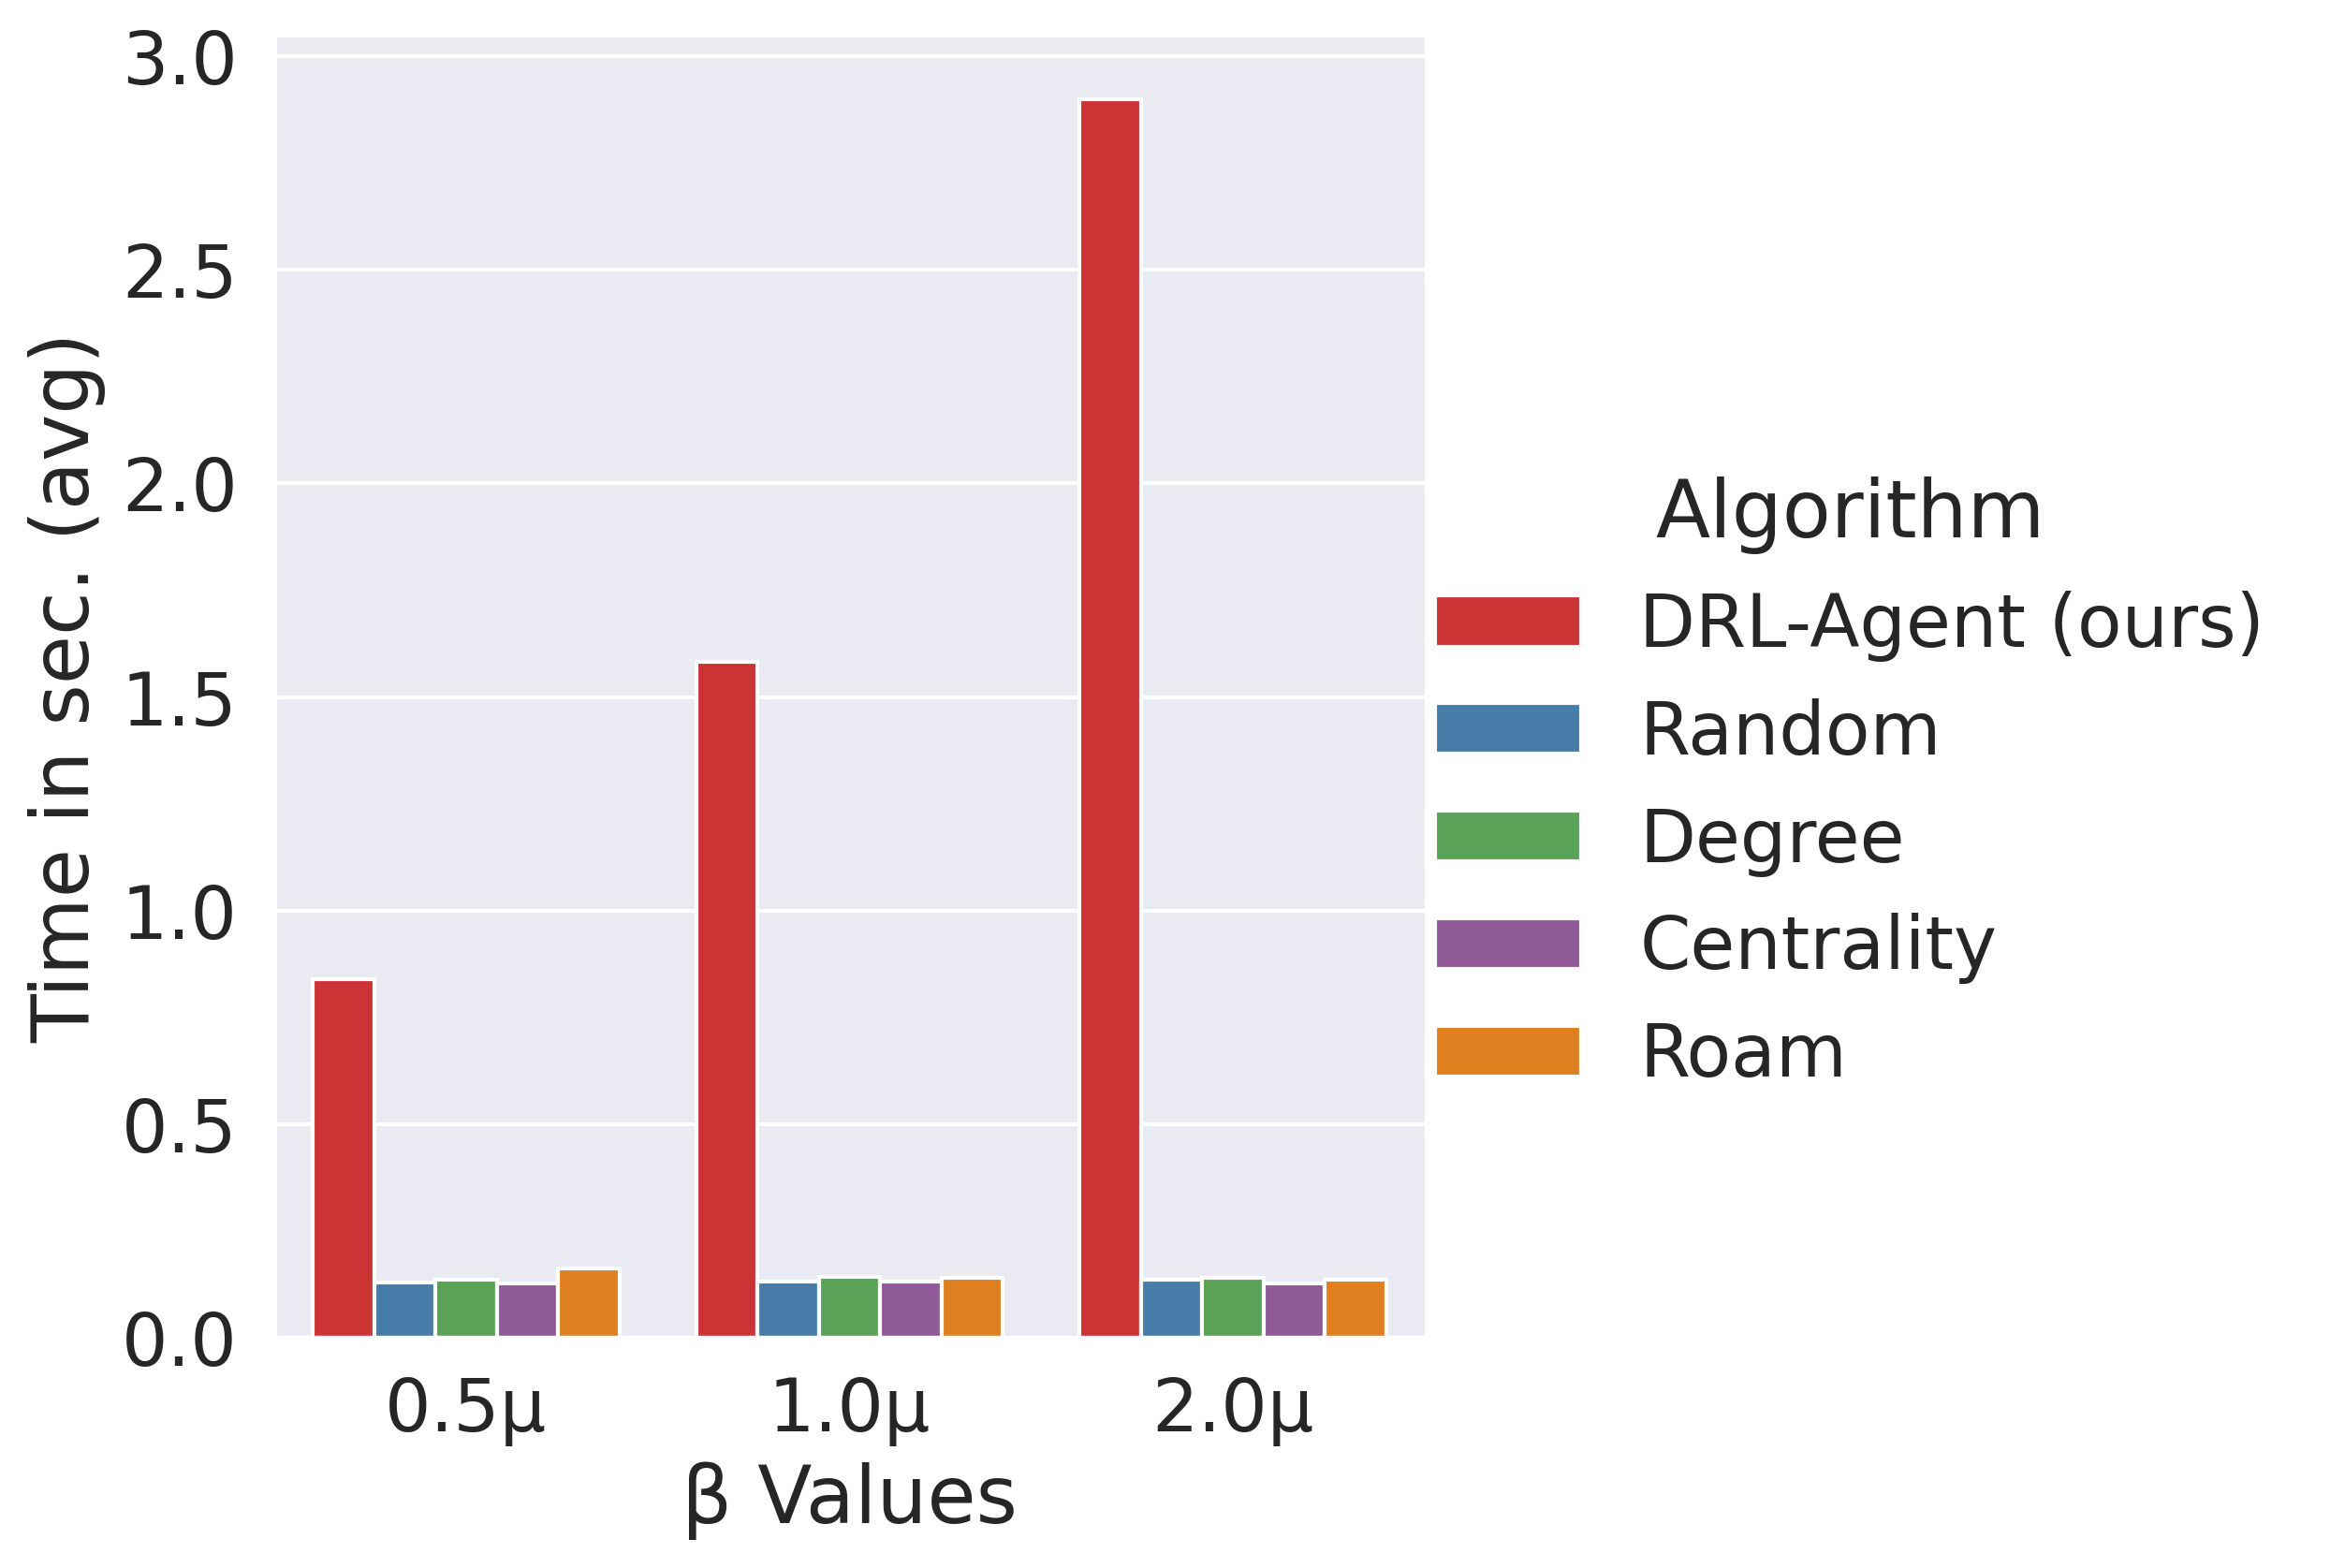 Time in sec. (avg)
3.0
2.5
2.0
1.5
1.0
0.5
0.0
0.5μ 1.0μ 2.0μ
β Values
Algorithm
DRL-Agent (ours)
Random
Degree
Centrality
Roam